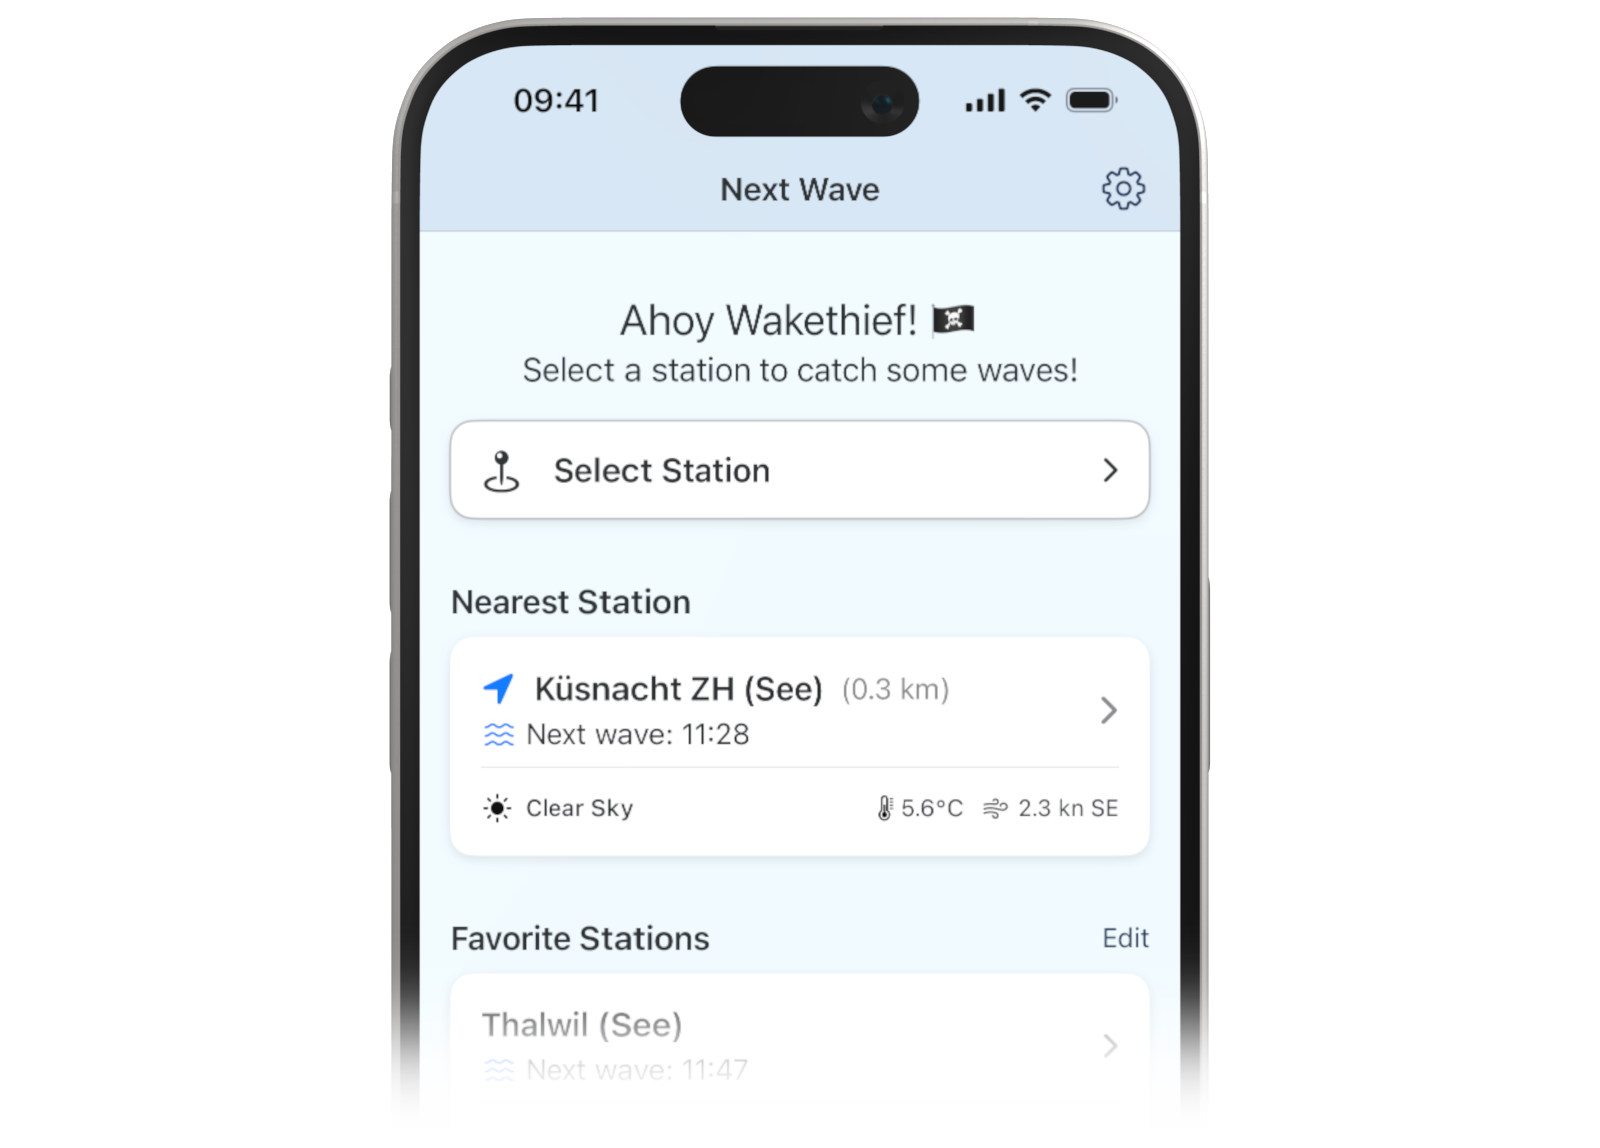 09:41
Next Wave
Ahoy Wakethief! 🏴‍☠️
Select a station to catch some waves!
Select Station
Nearest Station
Küsnacht ZH (See) (0.3 km)
Next wave: 11:28
Clear Sky 5.6°C 2.3 kn SE
Favorite Stations Edit
Thalwil (See)
Next wave: 11:47